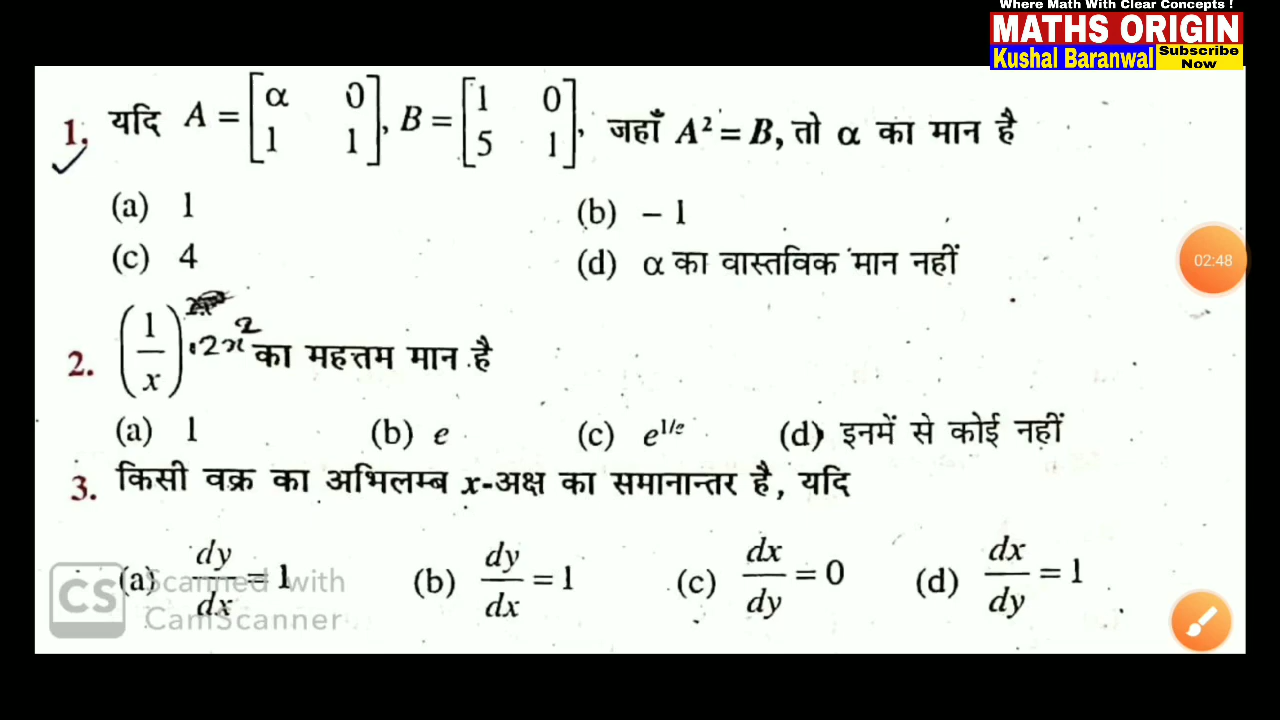 Where Math With Clear Concepts !
MATHS ORIGIN
Kushal Baranwal Subscribe Now
1. यदि A = [α 0; 1 1], B = [1 0; 5 1], जहाँ A² = B, तो α का मान है
(a) 1 (b) – 1
(c) 4 (d) α का वास्तविक मान नहीं
02:48
2. (1/x)^2x² का महत्तम मान है
(a) 1 (b) e (c) e^1/e (d) इनमें से कोई नहीं
3. किसी वक्र का अभिलम्ब x-अक्ष का समानान्तर है, यदि
(a) dy/dx = 1 (b) dy/dx = 1 (c) dx/dy = 0 (d) dx/dy = 1
CS Scanned with
CamScanner